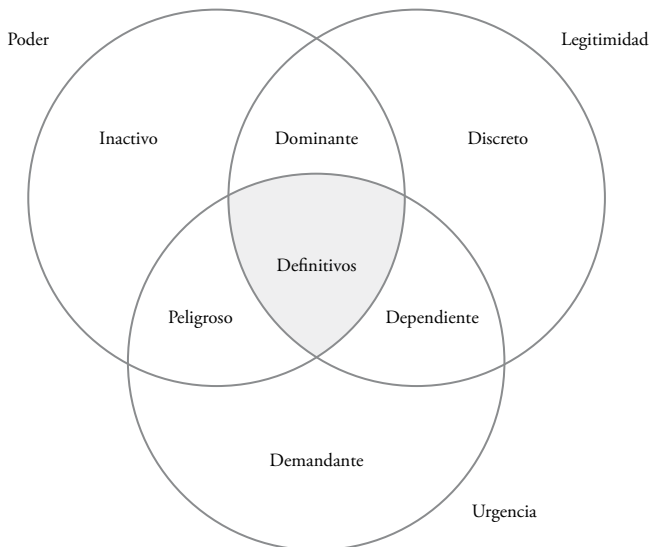 Poder
Legitimidad
Inactivo
Dominante
Discreto
Definitivos
Peligroso
Dependiente
Demandante
Urgencia